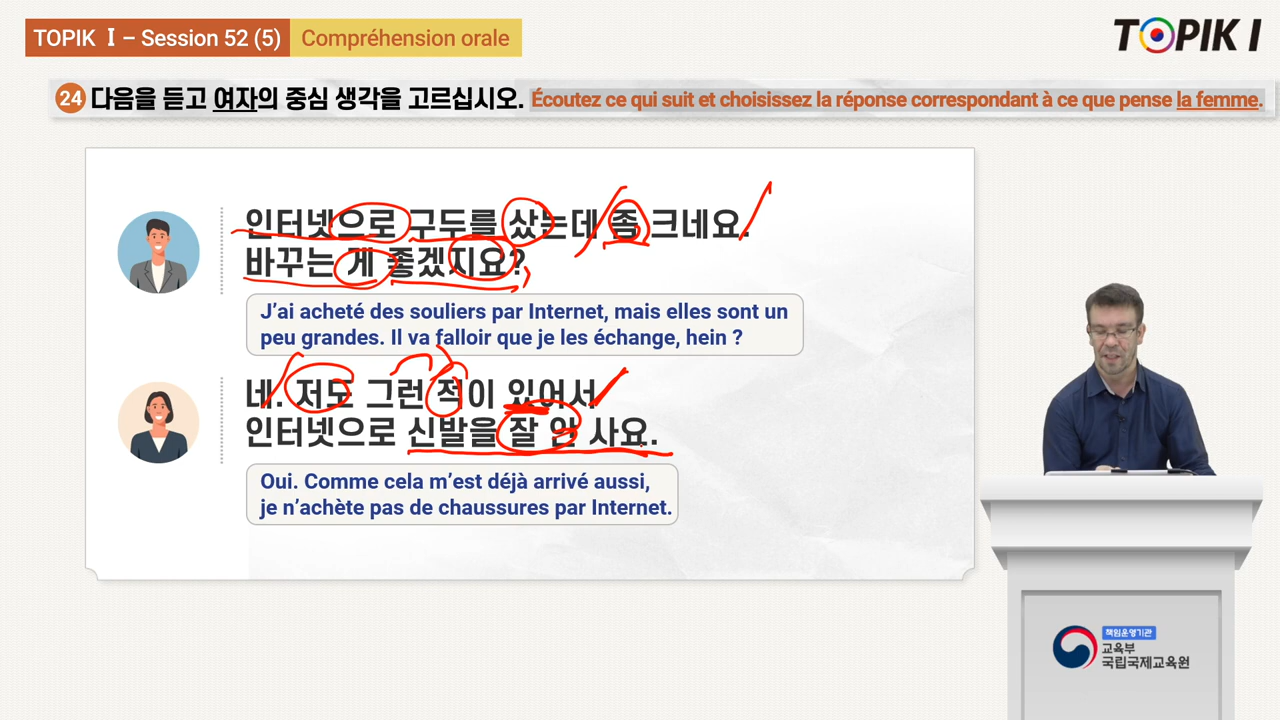 TOPIK I – Session 52 (5) Compréhension orale
TOPIK I
24 다음을 듣고 여자의 중심 생각을 고르십시오. Écoutez ce qui suit et choisissez la réponse correspondant à ce que pense la femme.
인터넷으로 구두를 샀는데 좀 크네요.
바꾸는 게 좋겠지요?
J'ai acheté des souliers par Internet, mais elles sont un
peu grandes. Il va falloir que je les échange, hein ?
네. 저도 그런 적이 있어서
인터넷으로 신발을 잘 안 사요.
Oui. Comme cela m'est déjà arrivé aussi,
je n'achète pas de chaussures par Internet.
책임운영기관
교육부
국립국제교육원